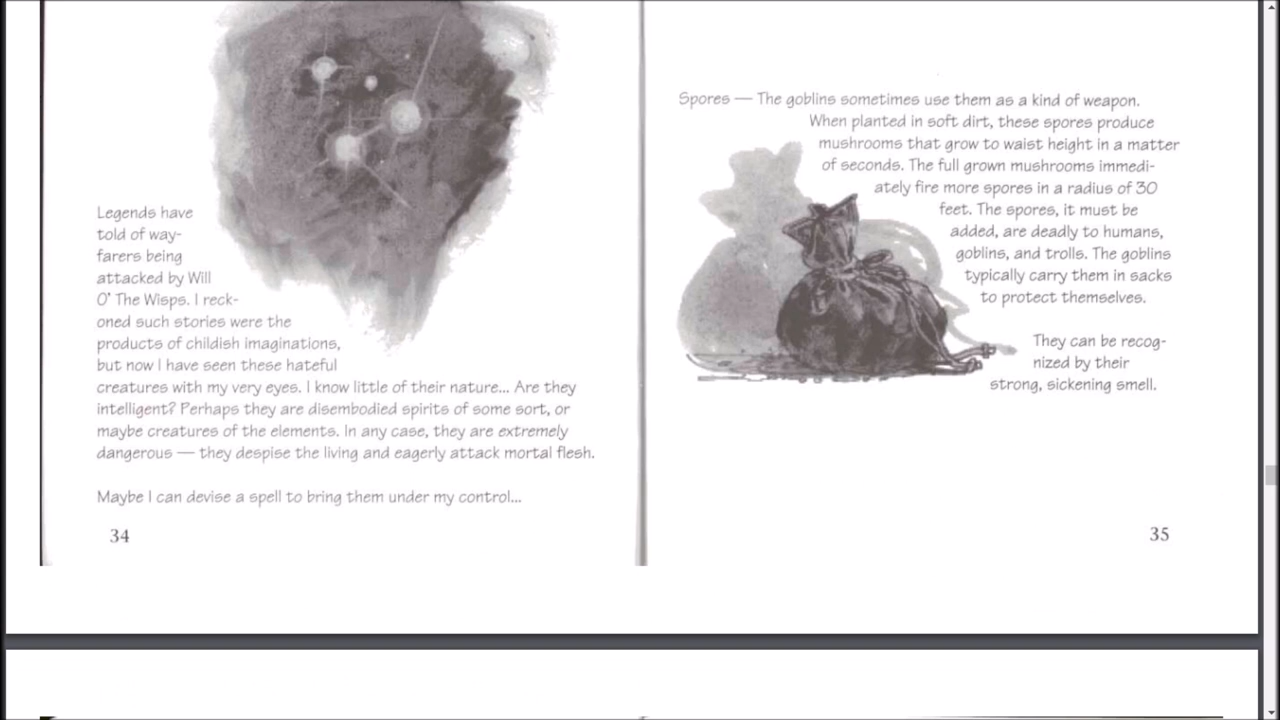 Legends have
told of way-
farers being
attacked by Will
O' The Wisps. I reck-
oned such stories were the
products of childish imaginations,
but now I have seen these hateful
creatures with my very eyes. I know little of their nature... Are they
intelligent? Perhaps they are disembodied spirits of some sort, or
maybe creatures of the elements. In any case, they are extremely
dangerous — they despise the living and eagerly attack mortal flesh.
Maybe I can devise a spell to bring them under my control...
34
Spores — The goblins sometimes use them as a kind of weapon.
When planted in soft dirt, these spores produce
mushrooms that grow to waist height in a matter
of seconds. The full grown mushrooms immedi-
ately fire more spores in a radius of 30
feet. The spores, it must be
added, are deadly to humans,
goblins, and trolls. The goblins
typically carry them in sacks
to protect themselves.
They can be recog-
nized by their
strong, sickening smell.
35